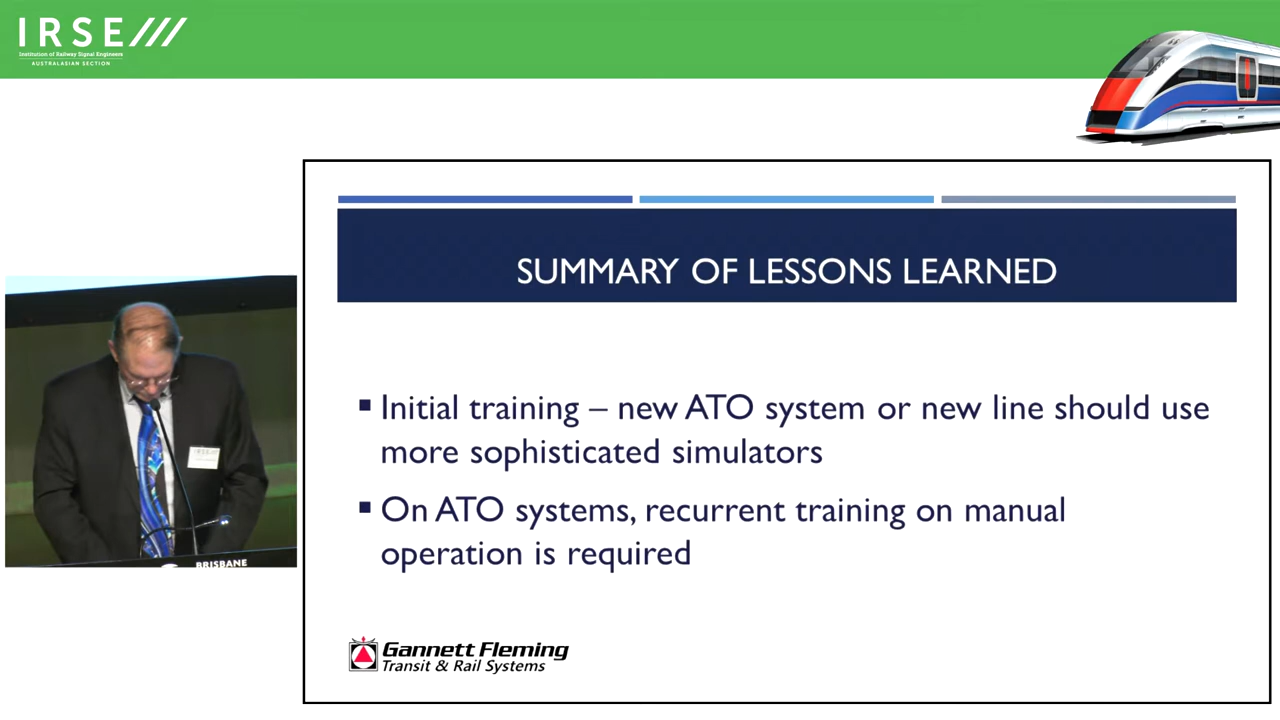 IRSE///
Institution of Railway Signal Engineers
AUSTRALASIAN SECTION
SUMMARY OF LESSONS LEARNED
▪ Initial training – new ATO system or new line should use
more sophisticated simulators
▪ On ATO systems, recurrent training on manual
operation is required
IRSE
BRISBANE
Gannett Fleming
Transit & Rail Systems